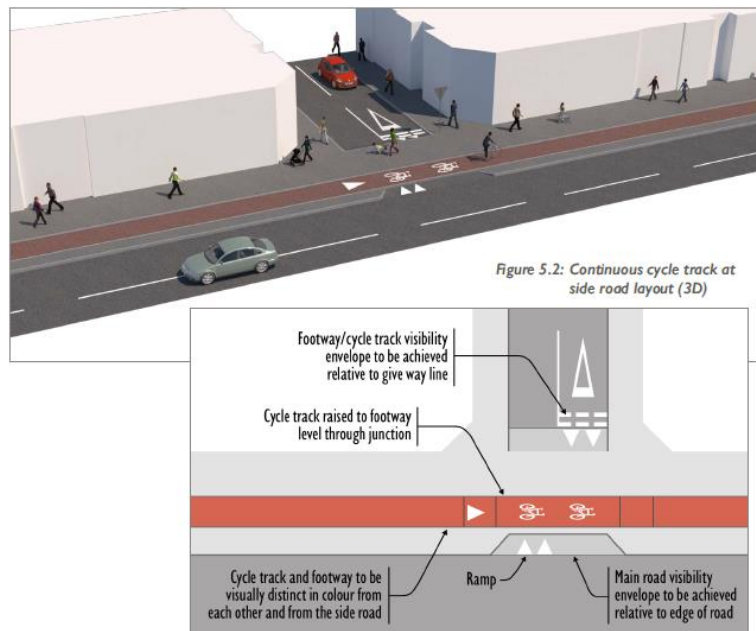 Figure 5.2: Continuous cycle track at
side road layout (3D)
Footway/cycle track visibility
envelope to be achieved
relative to give way line
Cycle track raised to footway
level through junction
Cycle track and footway to be
visually distinct in colour from
each other and from the side road
Ramp
Main road visibility
envelope to be achieved
relative to edge of road